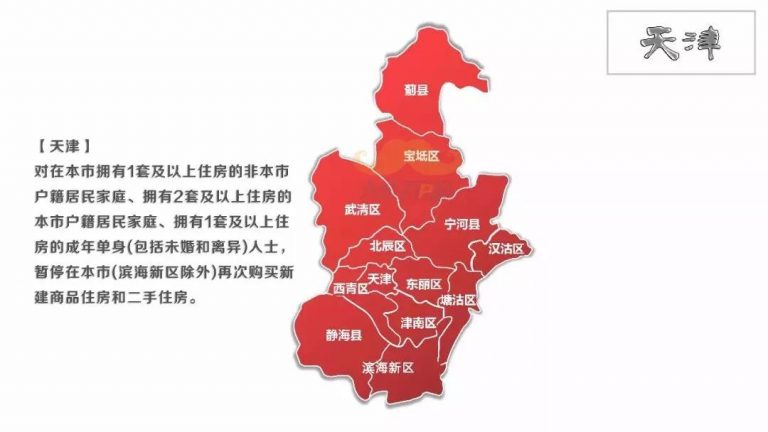 天津
【天津】
对在本市拥有1套及以上住房的非本市
户籍居民家庭、拥有2套及以上住房的
本市户籍居民家庭、拥有1套及以上住
房的成年单身(包括未婚和离异)人士，
暂停在本市(滨海新区除外)再次购买新
建商品住房和二手住房。
蓟县
宝坻区
武清区
宁河县
汉沽区
北辰区
天津
东丽区
西青区
塘沽区
津南区
静海县
滨海新区